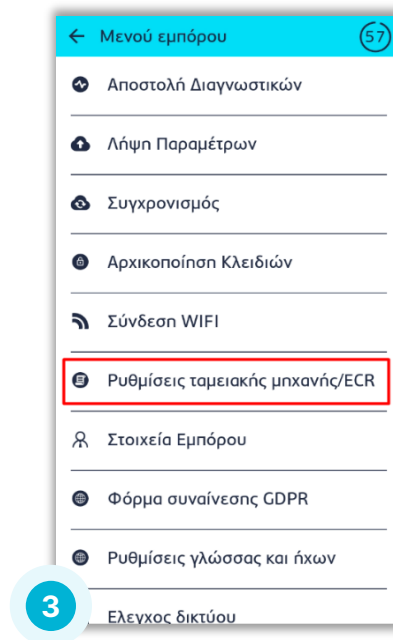 Μενού εμπόρου
57
Αποστολή Διαγνωστικών
Λήψη Παραμέτρων
Συγχρονισμός
Αρχικοποίηση Κλειδιών
Σύνδεση WIFI
Ρυθμίσεις ταμειακής μηχανής/ECR
Στοιχεία Εμπόρου
Φόρμα συναίνεσης GDPR
Ρυθμίσεις γλώσσας και ήχων
Ελεγχος δικτύου
3